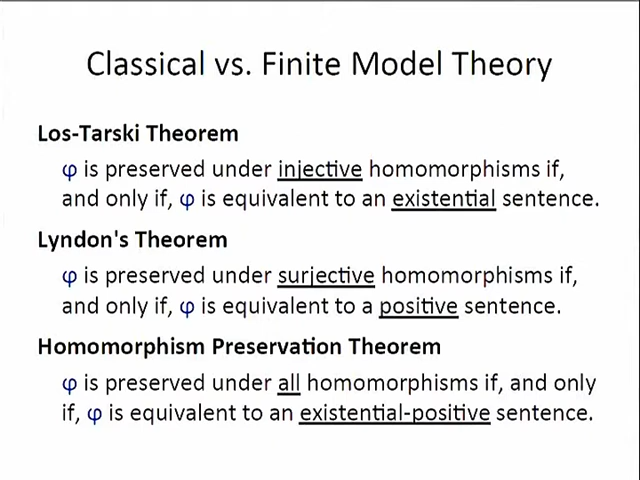 Classical vs. Finite Model Theory
Los-Tarski Theorem
φ is preserved under injective homomorphisms if,
and only if, φ is equivalent to an existential sentence.
Lyndon's Theorem
φ is preserved under surjective homomorphisms if,
and only if, φ is equivalent to a positive sentence.
Homomorphism Preservation Theorem
φ is preserved under all homomorphisms if, and only
if, φ is equivalent to an existential-positive sentence.